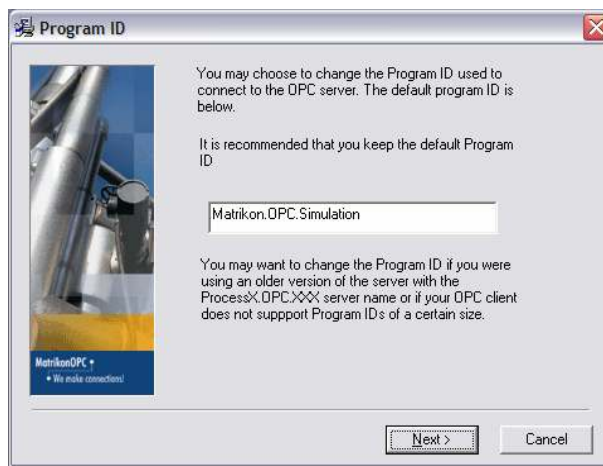 Program ID
You may choose to change the Program ID used to
connect to the OPC server. The default program ID is
below.
It is recommended that you keep the default Program
ID
Matrikon.OPC.Simulation
You may want to change the Program ID if you were
using an older version of the server with the
ProcessX.OPC.XXX server name or if your OPC client
does not suppport Program IDs of a certain size.
MatrikonOPC •
• We make connections!
Next >
Cancel